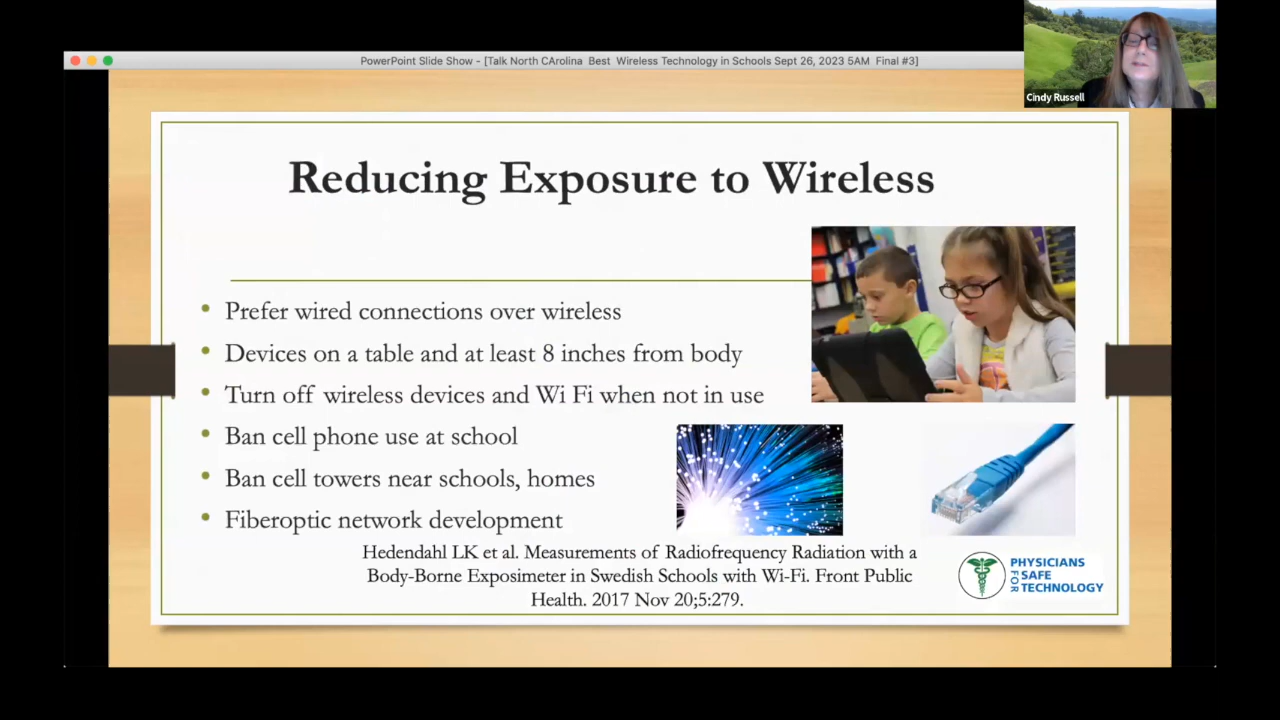 PowerPoint Slide Show - [Talk North CArolina Best Wireless Technology in Schools Sept 26, 2023 5AM Final #3]
Cindy Russell
Reducing Exposure to Wireless
• Prefer wired connections over wireless
• Devices on a table and at least 8 inches from body
• Turn off wireless devices and Wi Fi when not in use
• Ban cell phone use at school
• Ban cell towers near schools, homes
• Fiberoptic network development
Hedendahl LK et al. Measurements of Radiofrequency Radiation with a
Body-Borne Exposimeter in Swedish Schools with Wi-Fi. Front Public
Health. 2017 Nov 20;5:279.
PHYSICIANS
FOR SAFE
TECHNOLOGY